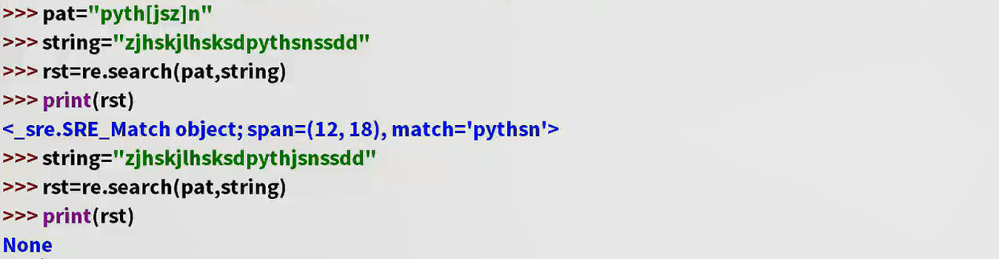 >>> pat="pyth[jsz]n"
>>> string="zjhskjlhsksdpythsnssdd"
>>> rst=re.search(pat,string)
>>> print(rst)
<_sre.SRE_Match object; span=(12, 18), match='pythsn'>
>>> string="zjhskjlhsksdpythjsnssdd"
>>> rst=re.search(pat,string)
>>> print(rst)
None